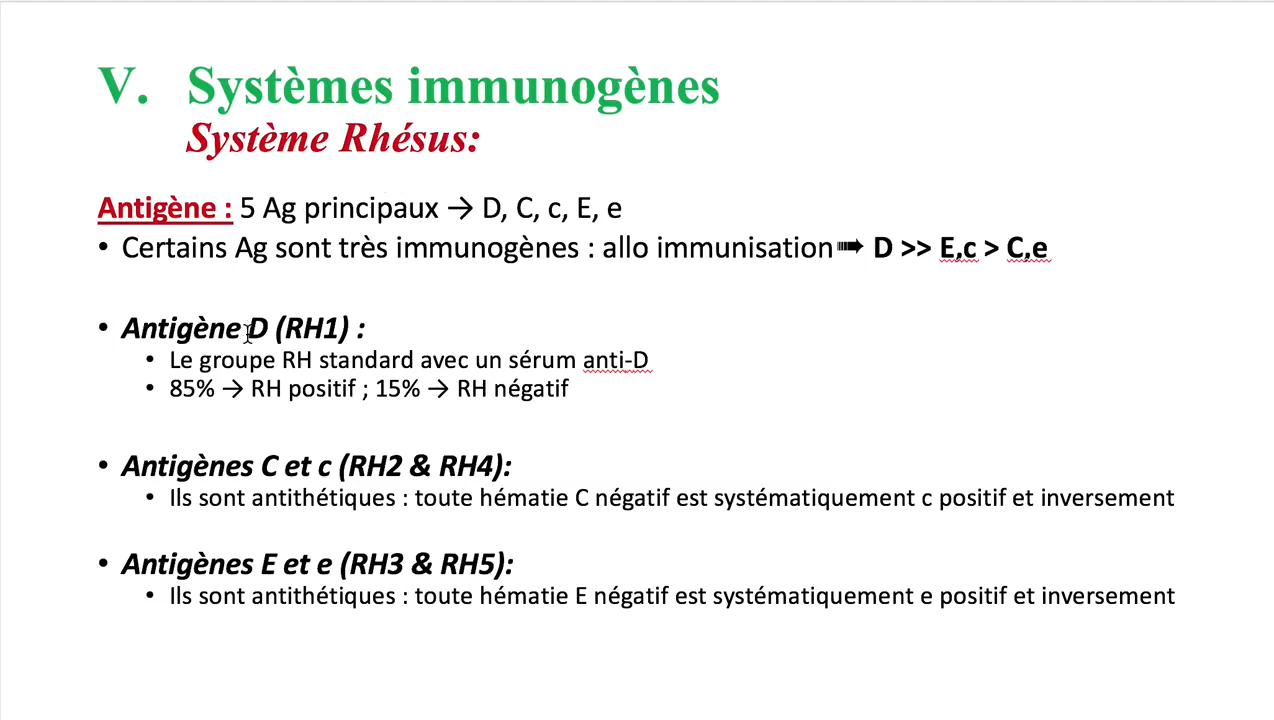 V. Systèmes immunogènes
Système Rhésus:
Antigène : 5 Ag principaux → D, C, c, E, e
• Certains Ag sont très immunogènes : allo immunisation➠ D >> E,c > C,e
• Antigène D (RH1) :
• Le groupe RH standard avec un sérum anti-D
• 85% → RH positif ; 15% → RH négatif
• Antigènes C et c (RH2 & RH4):
• Ils sont antithétiques : toute hématie C négatif est systématiquement c positif et inversement
• Antigènes E et e (RH3 & RH5):
• Ils sont antithétiques : toute hématie E négatif est systématiquement e positif et inversement